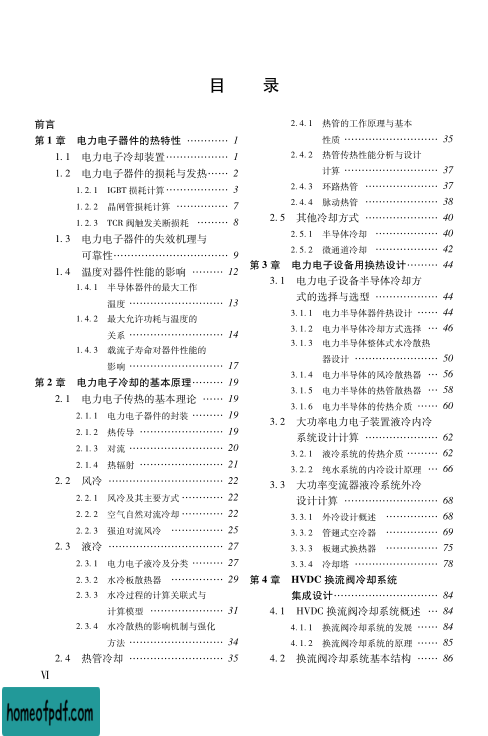 目 录
前言
第1章 电力电子器件的热特性 ………… 1
1.1 电力电子冷却装置……………… 1
1.2 电力电子器件的损耗与发热…… 2
1.2.1 IGBT损耗计算……………… 3
1.2.2 晶闸管损耗计算 …………… 7
1.2.3 TCR阀触发关断损耗 ……… 8
1.3 电力电子器件的失效机理与
可靠性…………………………… 9
1.4 温度对器件性能的影响 ……… 12
1.4.1 半导体器件的最大工作
温度 ……………………… 13
1.4.2 最大允许功耗与温度的
关系 ……………………… 14
1.4.3 载流子寿命对器件性能的
影响 ……………………… 17
第2章 电力电子冷却的基本原理……… 19
2.1 电力电子传热的基本理论 …… 19
2.1.1 电力电子器件的封装 ……… 19
2.1.2 热传导 …………………… 19
2.1.3 对流 ……………………… 20
2.1.4 热辐射 …………………… 21
2.2 风冷 …………………………… 22
2.2.1 风冷及其主要方式………… 22
2.2.2 空气自然对流冷却………… 22
2.2.3 强迫对流风冷 …………… 25
2.3 液冷 …………………………… 27
2.3.1 电力电子液冷及分类 ……… 27
2.3.2 水冷板散热器 …………… 29
2.3.3 水冷过程的计算关联式与
计算模型 ………………… 31
2.3.4 水冷散热的影响机制与强化
方法 ……………………… 34
2.4 热管冷却 ……………………… 35
2.4.1 热管的工作原理与基本
性质 ……………………… 35
2.4.2 热管传热性能分析与设计
计算 ……………………… 37
2.4.3 环路热管 ………………… 37
2.4.4 脉动热管 ………………… 38
2.5 其他冷却方式 ………………… 40
2.5.1 半导体冷却 ……………… 40
2.5.2 微通道冷却 ……………… 42
第3章 电力电子设备用换热设计……… 44
3.1 电力电子设备半导体冷却方
式的选择与选型 ……………… 44
3.1.1 电力半导体器件热设计 …… 44
3.1.2 电力半导体冷却方式选择 … 46
3.1.3 电力半导体整体式水冷散热
器设计 …………………… 50
3.1.4 电力半导体的风冷散热器 … 56
3.1.5 电力半导体的热管散热器 … 58
3.1.6 电力半导体的传热介质 …… 60
3.2 大功率电力电子装置液冷内冷
系统设计计算 ………………… 62
3.2.1 液冷系统的传热介质 ……… 62
3.2.2 纯水系统的内冷设计原理 … 66
3.3 大功率变流器液冷系统外冷
设计计算 ……………………… 68
3.3.1 外冷设计概述 …………… 68
3.3.2 管翅式空冷器 …………… 69
3.3.3 板翅式换热器 …………… 75
3.3.4 冷却塔 …………………… 78
第4章 HVDC换流阀冷却系统
集成设计………………………… 84
4.1 HVDC换流阀冷却系统概述 … 84
4.1.1 换流阀冷却系统的发展 …… 84
4.1.2 换流阀冷却系统的原理 …… 85
4.2 换流阀冷却系统基本结构 …… 86
Ⅵ
homeofpdf.com